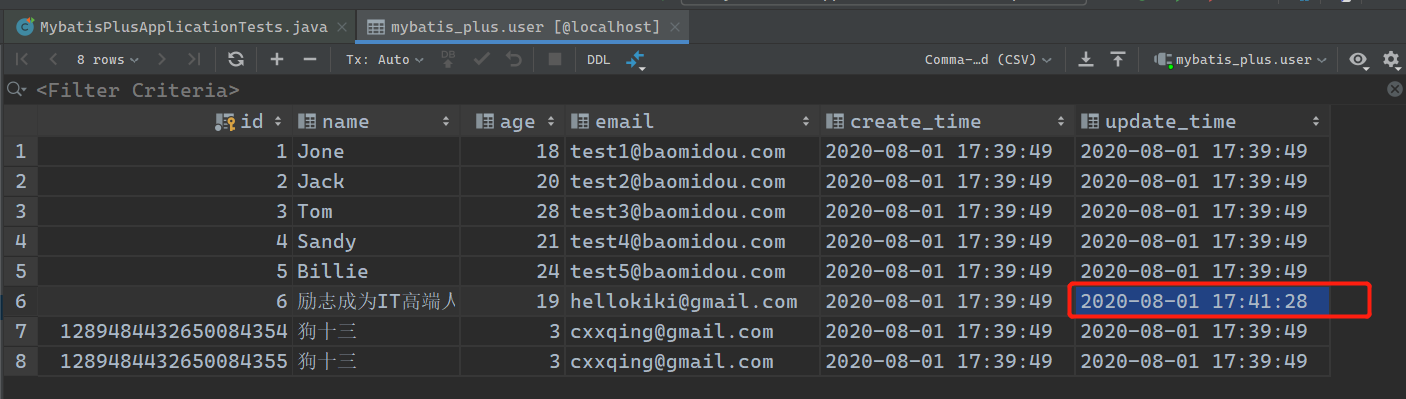 MybatisPlusApplicationTests.java mybatis_plus.user [@localhost]
8 rows Tx: Auto DB DDL Comma-…d (CSV) mybatis_plus.user
<Filter Criteria>
id name age email create_time update_time
1 1 Jone 18 test1@baomidou.com 2020-08-01 17:39:49 2020-08-01 17:39:49
2 2 Jack 20 test2@baomidou.com 2020-08-01 17:39:49 2020-08-01 17:39:49
3 3 Tom 28 test3@baomidou.com 2020-08-01 17:39:49 2020-08-01 17:39:49
4 4 Sandy 21 test4@baomidou.com 2020-08-01 17:39:49 2020-08-01 17:39:49
5 5 Billie 24 test5@baomidou.com 2020-08-01 17:39:49 2020-08-01 17:39:49
6 6 励志成为IT高端人 19 hellokiki@gmail.com 2020-08-01 17:39:49 2020-08-01 17:41:28
7 1289484432650084354 狗十三 3 cxxqing@gmail.com 2020-08-01 17:39:49 2020-08-01 17:39:49
8 1289484432650084355 狗十三 3 cxxqing@gmail.com 2020-08-01 17:39:49 2020-08-01 17:39:49